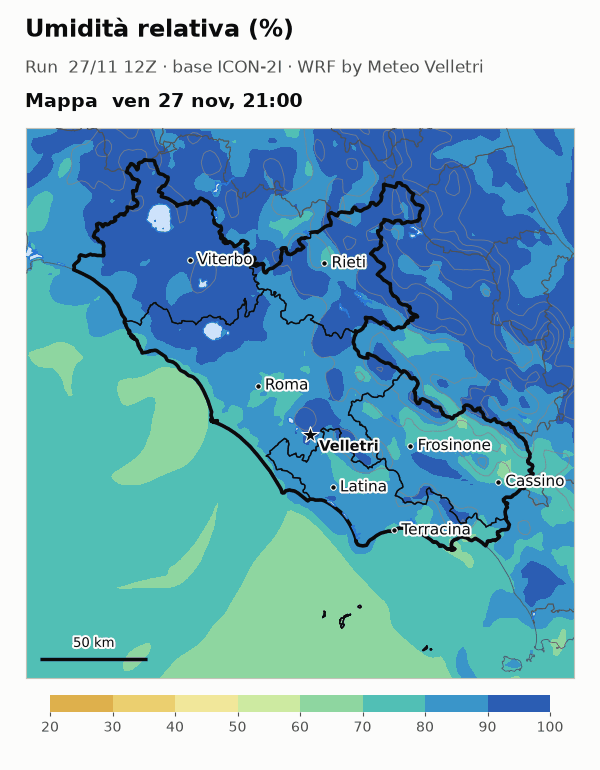 Umidità relativa (%)
Run 27/11 12Z · base ICON-2I · WRF by Meteo Velletri
Mappa ven 27 nov, 21:00
Viterbo
Rieti
Roma
Velletri
Frosinone
Cassino
Latina
Terracina
50 km
20 30 40 50 60 70 80 90 100